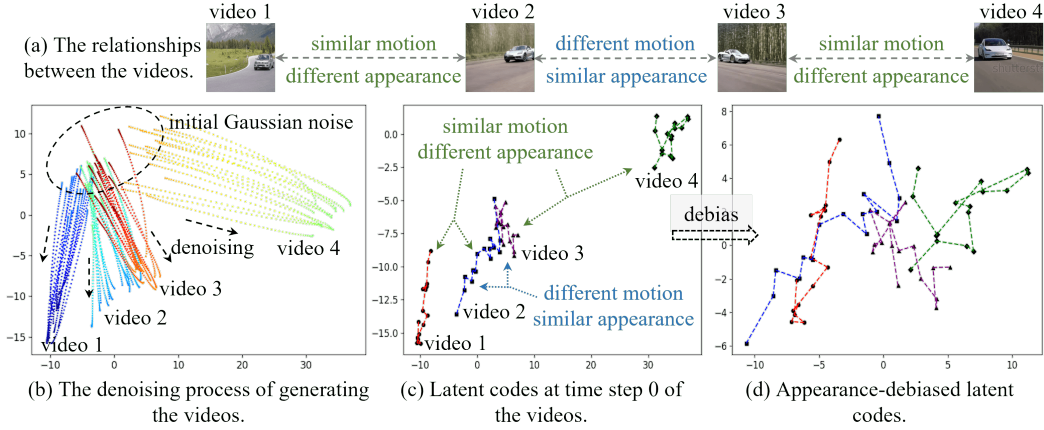 video 1
video 2
video 3
video 4
(a) The relationships
between the videos.
similar motion
different appearance
different motion
similar appearance
similar motion
different appearance
initial Gaussian noise
denoising
video 4
video 3
video 2
video 1
10
5
0
−5
−10
−15
−10
0
10
20
30
(b) The denoising process of generating
the videos.
similar motion
different appearance
video 4
video 3
different motion
similar appearance
video 2
video 1
0.0
−2.5
−5.0
−7.5
−10.0
−12.5
−15.0
−10
0
10
20
30
(c) Latent codes at time step 0 of
the videos.
debias
8
6
4
2
0
−2
−4
−6
−10
−5
0
5
10
(d) Appearance-debiased latent
codes.